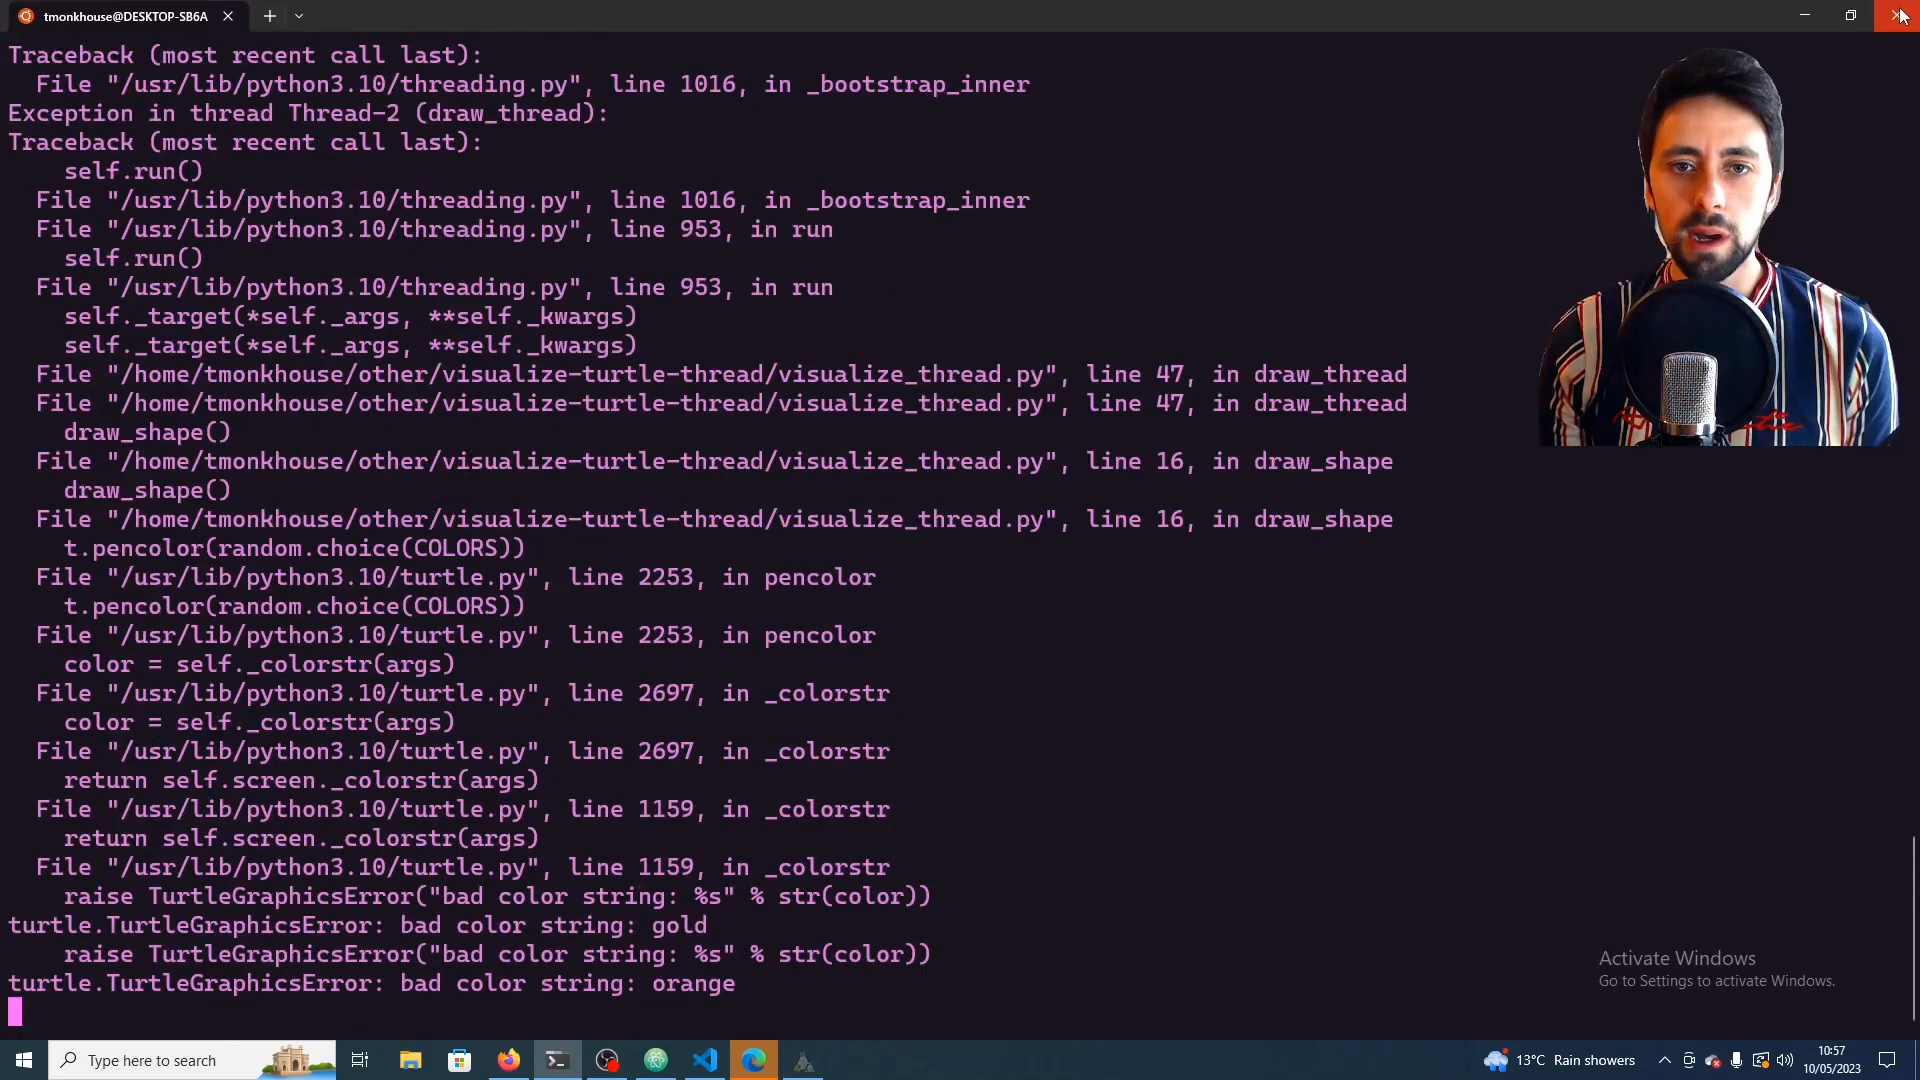 tmonkhouse@DESKTOP-SB6A
Traceback (most recent call last):
File "/usr/lib/python3.10/threading.py", line 1016, in _bootstrap_inner
Exception in thread Thread-2 (draw_thread):
Traceback (most recent call last):
self.run()
File "/usr/lib/python3.10/threading.py", line 1016, in _bootstrap_inner
File "/usr/lib/python3.10/threading.py", line 953, in run
self.run()
File "/usr/lib/python3.10/threading.py", line 953, in run
self._target(*self._args, **self._kwargs)
self._target(*self._args, **self._kwargs)
File "/home/tmonkhouse/other/visualize-turtle-thread/visualize_thread.py", line 47, in draw_thread
File "/home/tmonkhouse/other/visualize-turtle-thread/visualize_thread.py", line 47, in draw_thread
draw_shape()
File "/home/tmonkhouse/other/visualize-turtle-thread/visualize_thread.py", line 16, in draw_shape
draw_shape()
File "/home/tmonkhouse/other/visualize-turtle-thread/visualize_thread.py", line 16, in draw_shape
t.pencolor(random.choice(COLORS))
File "/usr/lib/python3.10/turtle.py", line 2253, in pencolor
t.pencolor(random.choice(COLORS))
File "/usr/lib/python3.10/turtle.py", line 2253, in pencolor
color = self._colorstr(args)
File "/usr/lib/python3.10/turtle.py", line 2697, in _colorstr
color = self._colorstr(args)
File "/usr/lib/python3.10/turtle.py", line 2697, in _colorstr
return self.screen._colorstr(args)
File "/usr/lib/python3.10/turtle.py", line 1159, in _colorstr
return self.screen._colorstr(args)
File "/usr/lib/python3.10/turtle.py", line 1159, in _colorstr
raise TurtleGraphicsError("bad color string: %s" % str(color))
turtle.TurtleGraphicsError: bad color string: gold
raise TurtleGraphicsError("bad color string: %s" % str(color))
turtle.TurtleGraphicsError: bad color string: orange
Activate Windows
Go to Settings to activate Windows.
Type here to search
13°C Rain showers
10:57
10/05/2023